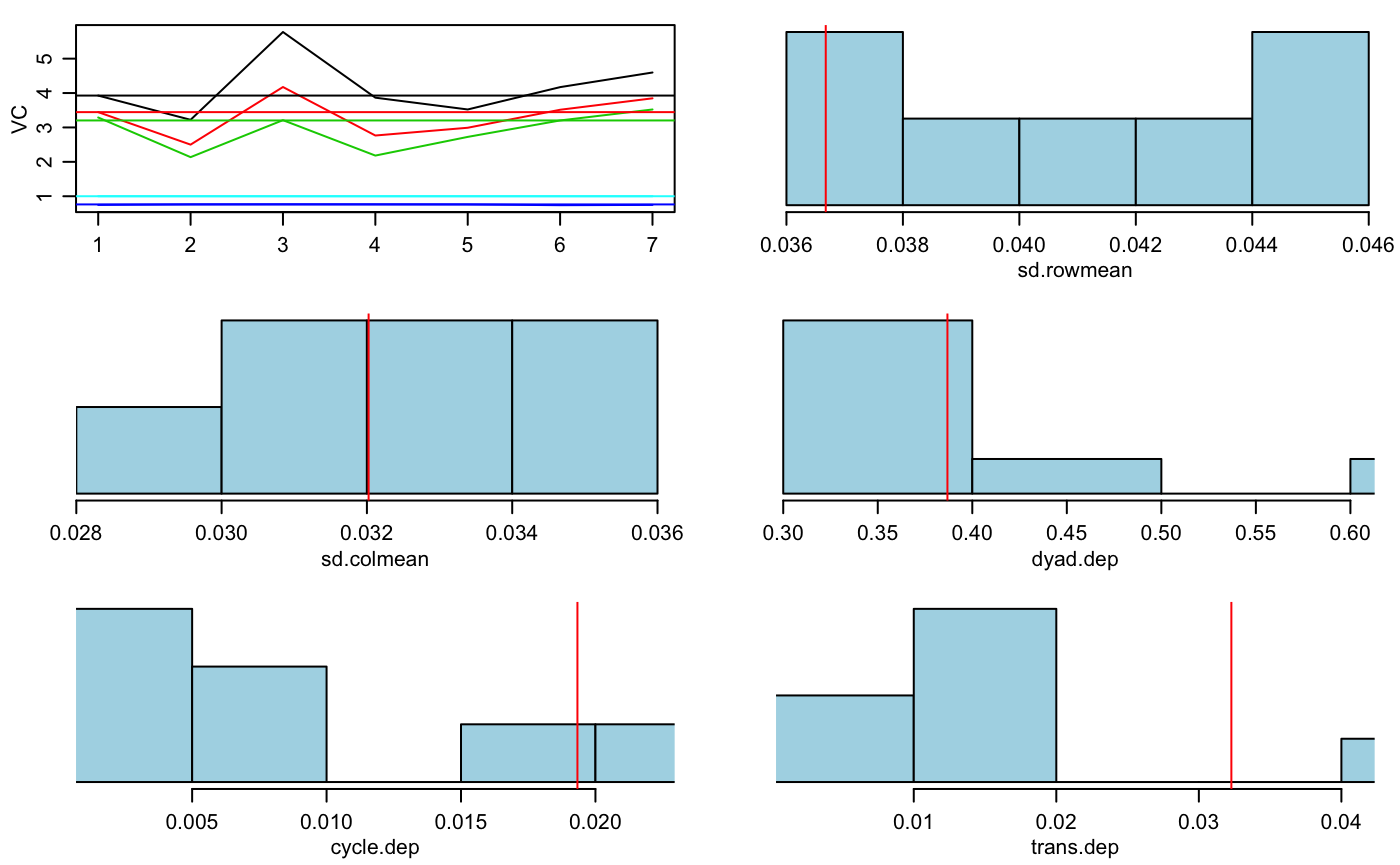 VC
5
4
3
2
1
1 2 3 4 5 6 7
0.036 0.038 0.040 0.042 0.044 0.046
sd.rowmean
0.028 0.030 0.032 0.034 0.036
sd.colmean
0.30 0.35 0.40 0.45 0.50 0.55 0.60
dyad.dep
0.005 0.010 0.015 0.020
cycle.dep
0.01 0.02 0.03 0.04
trans.dep